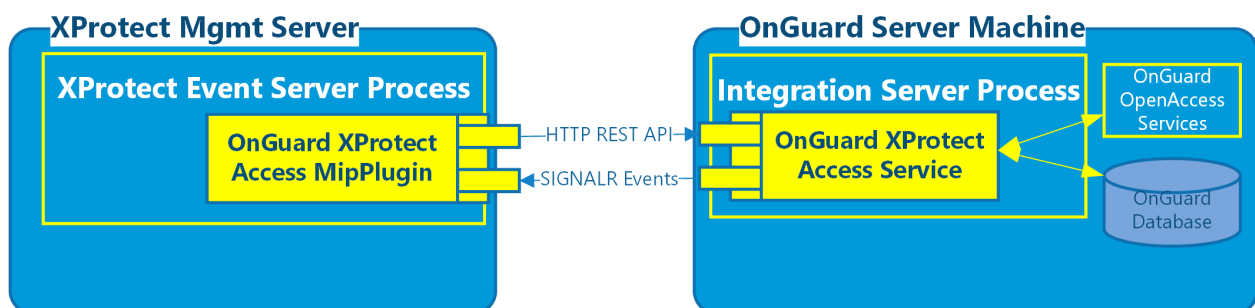 XProtect Mgmt Server
XProtect Event Server Process
OnGuard XProtect
Access MipPlugin
HTTP REST API
SIGNALR Events
OnGuard Server Machine
Integration Server Process
OnGuard XProtect
Access Service
OnGuard
OpenAccess
Services
OnGuard
Database